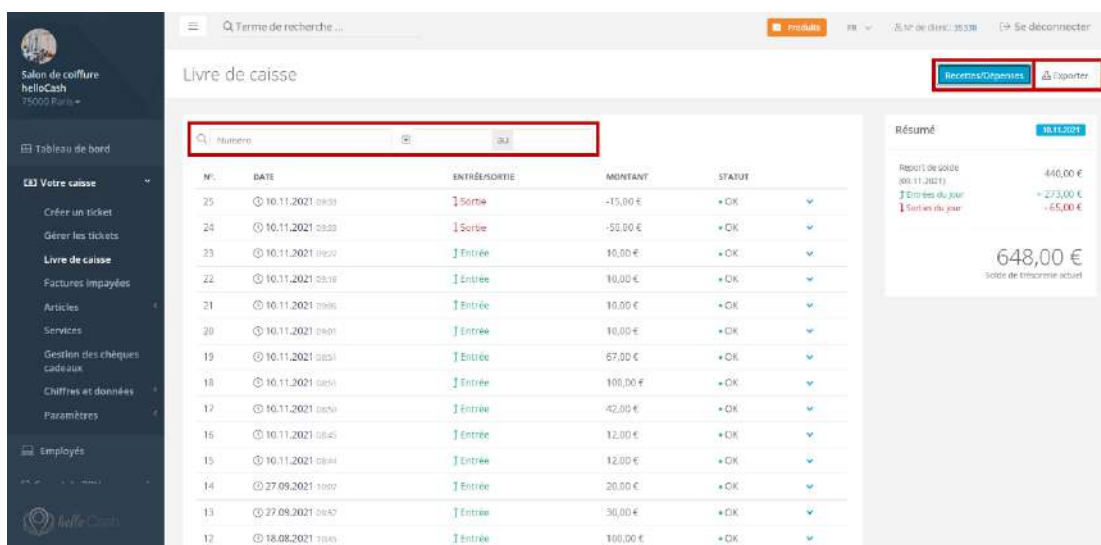 Terme de recherche ...
Produits
FR
N° de client: 35338
Se déconnecter
Salon de coiffure
helloCash
75000 Paris
Livre de caisse
Recettes/Dépenses
Exporter
Tableau de bord
Votre caisse
Créer un ticket
Gérer les tickets
Livre de caisse
Factures impayées
Articles
Services
Gestion des chèques
cadeaux
Chiffres et données
Paramètres
Employés
hello Cash
Numéro
au
N°. DATE ENTRÉE/SORTIE MONTANT STATUT
25 10.11.2021 Sortie -15,00 € OK
24 10.11.2021 Sortie -50,00 € OK
23 10.11.2021 Entrée 10,00 € OK
22 10.11.2021 Entrée 10,00 € OK
21 10.11.2021 Entrée 10,00 € OK
20 10.11.2021 Entrée 10,00 € OK
19 10.11.2021 Entrée 67,00 € OK
18 10.11.2021 Entrée 100,00 € OK
17 10.11.2021 Entrée 42,00 € OK
16 10.11.2021 Entrée 12,00 € OK
15 10.11.2021 Entrée 12,00 € OK
14 27.09.2021 Entrée 20,00 € OK
13 27.09.2021 Entrée 30,00 € OK
12 18.08.2021 Entrée 100,00 € OK
Résumé 10.11.2021
Report de solde 440,00 €
(09.11.2021)
Entrées du jour + 273,00 €
Sorties du jour - 65,00 €
648,00 €
Solde de trésorerie actuel